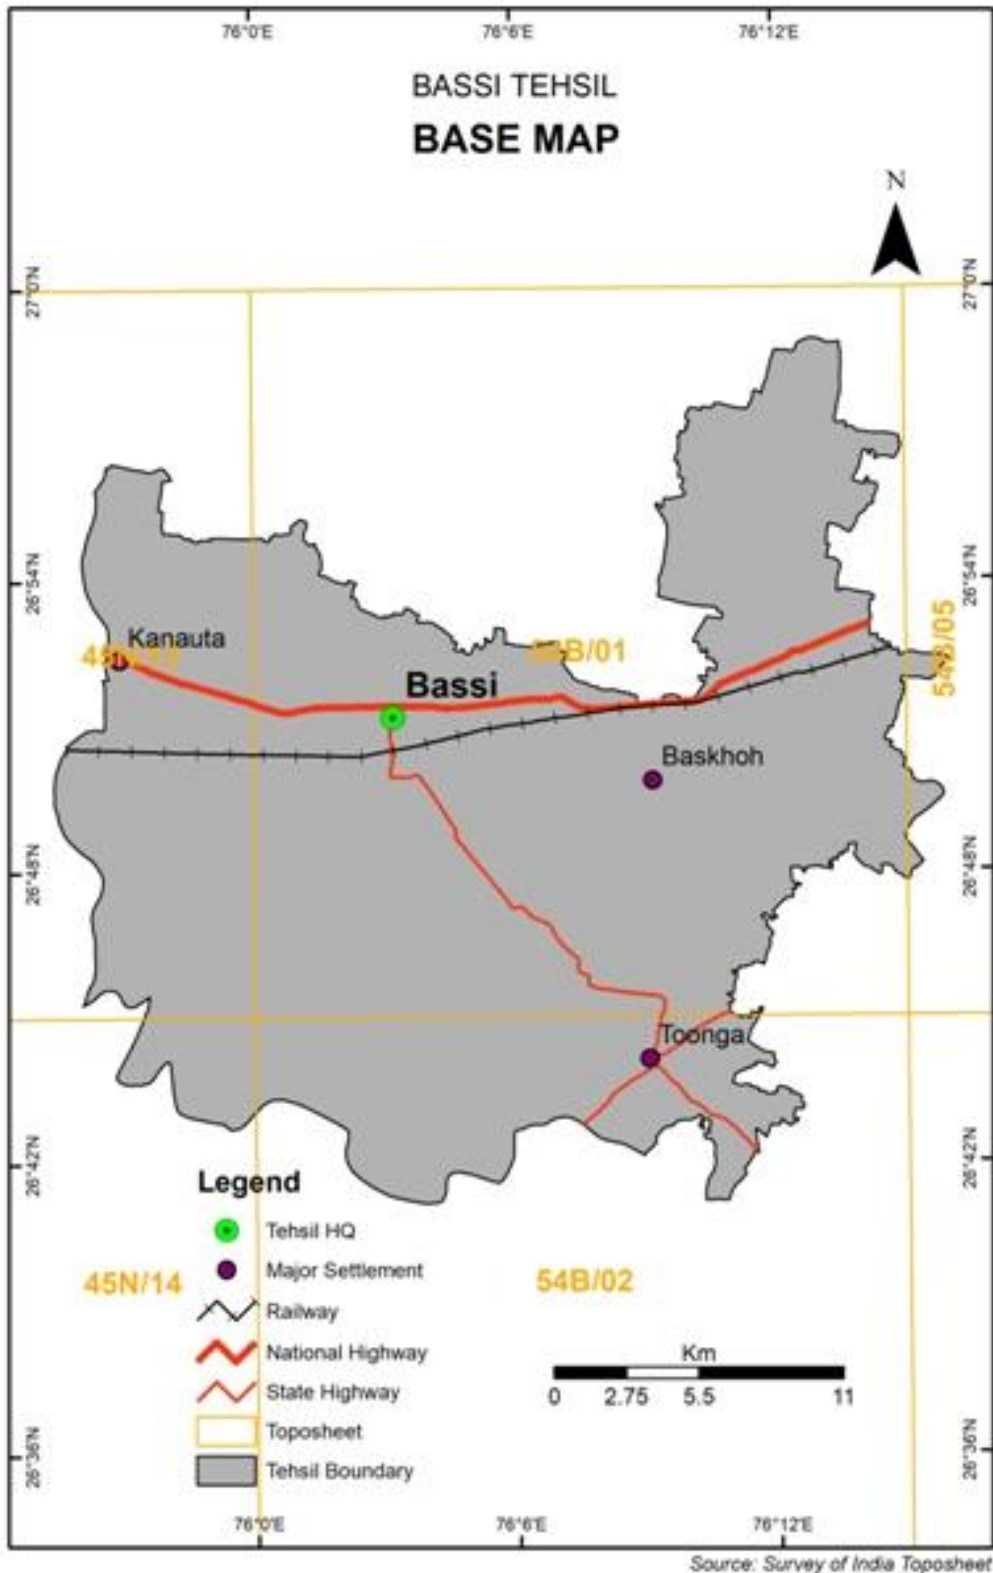 76°0'E 76°6'E 76°12'E
BASSI TEHSIL
BASE MAP
N
27°0'N 27°0'N
26°54'N 26°54'N
Kanauta
54B/05
Bassi
Baskhoh
26°48'N 26°48'N
Toonga
26°42'N 26°42'N
Legend
Tehsil HQ
Major Settlement
45N/14 54B/02
Railway
National Highway
State Highway
Toposheet
Tehsil Boundary
Km
0 2.75 5.5 11
26°36'N 26°36'N
76°0'E 76°6'E 76°12'E
Source: Survey of India Toposheet